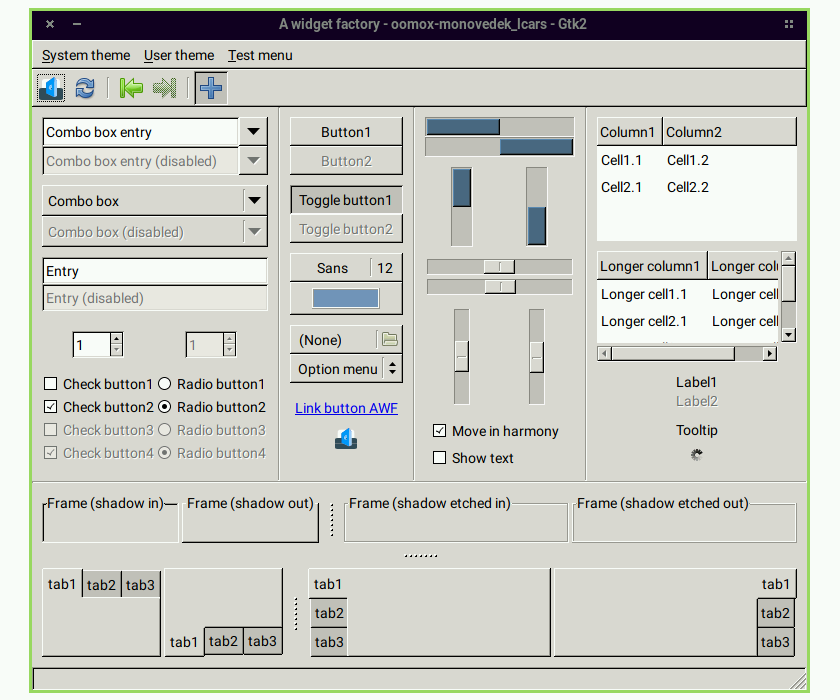 A widget factory - oomox-monovedek_lcars - Gtk2
System theme User theme Test menu
Combo box entry
Combo box entry (disabled)
Combo box
Combo box (disabled)
Entry
Entry (disabled)
1 1
Check button1 Radio button1
Check button2 Radio button2
Check button3 Radio button3
Check button4 Radio button4
Button1
Button2
Toggle button1
Toggle button2
Sans 12
(None)
Option menu
Link button AWF
Move in harmony
Show text
Column1 Column2
Cell1.1 Cell1.2
Cell2.1 Cell2.2
Longer column1 Longer colu
Longer cell1.1 Longer cell
Longer cell2.1 Longer cell
Label1
Label2
Tooltip
Frame (shadow in) Frame (shadow out) Frame (shadow etched in) Frame (shadow etched out)
tab1 tab2 tab3
tab1 tab2 tab3
tab1
tab2
tab3
tab1
tab2
tab3